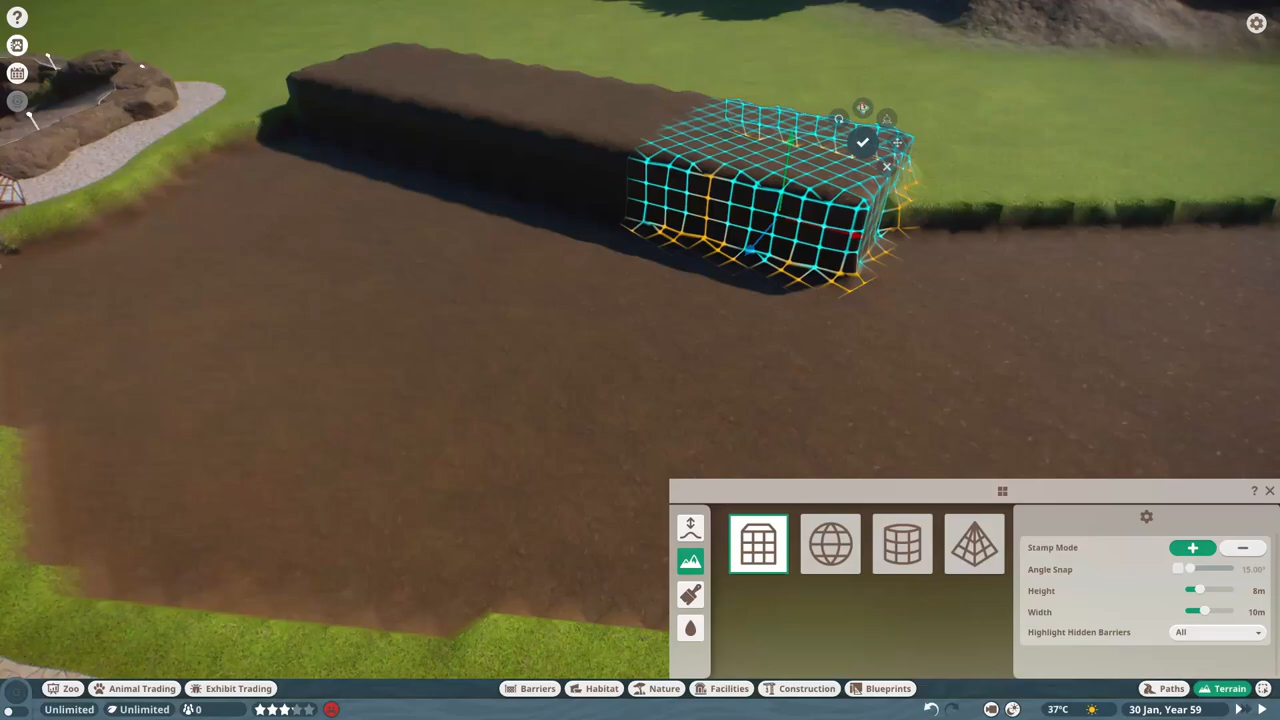 ?
?
Stamp Mode
+
−
Angle Snap
15.00°
Height
8m
Width
10m
Highlight Hidden Barriers
All
Zoo
Animal Trading
Exhibit Trading
Barriers
Habitat
Nature
Facilities
Construction
Blueprints
Paths
Terrain
Unlimited
Unlimited
0
37°C
30 Jan, Year 59